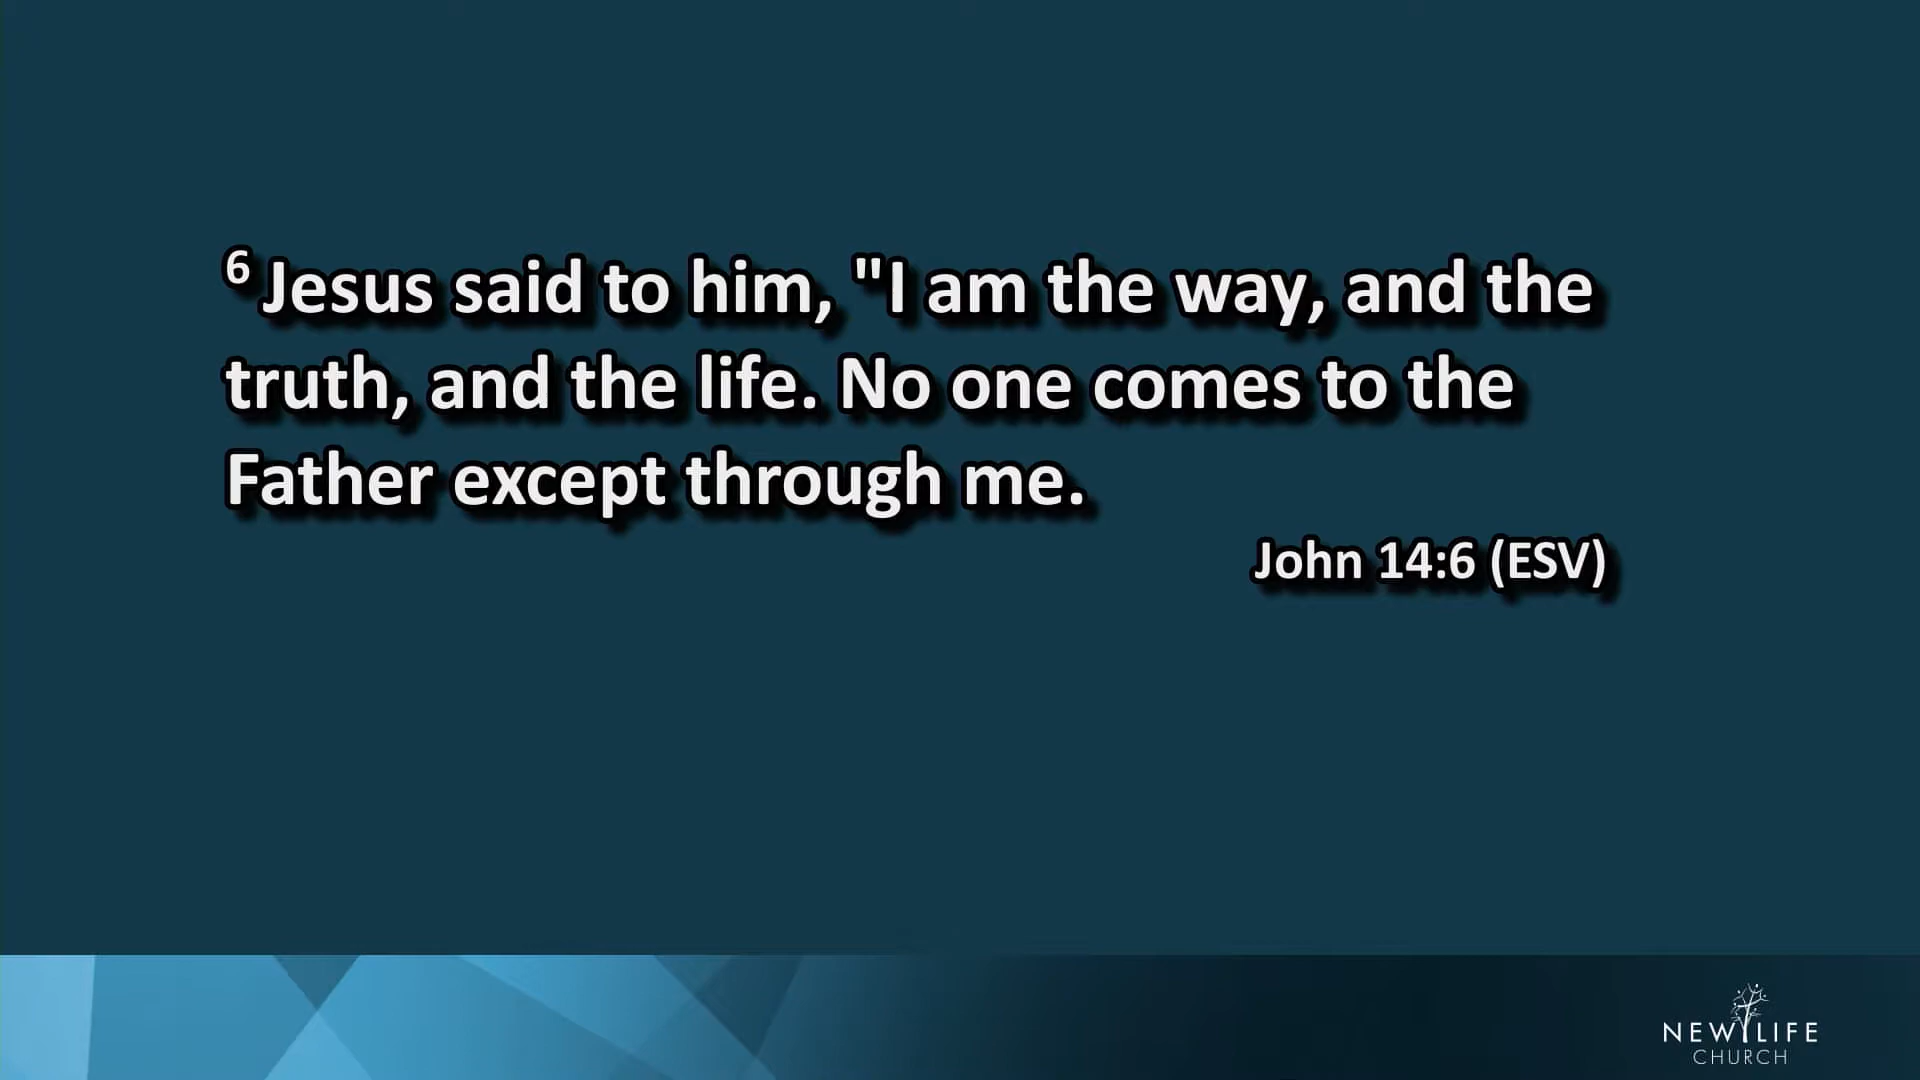 6 Jesus said to him, "I am the way, and the
truth, and the life. No one comes to the
Father except through me.
John 14:6 (ESV)
NEW LIFE
CHURCH